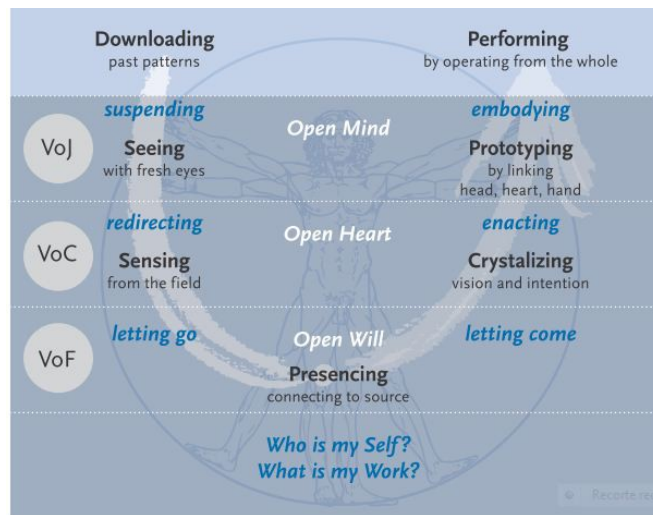 Downloading
past patterns
Performing
by operating from the whole
suspending
Open Mind
embodying
VoJ
Seeing
with fresh eyes
Prototyping
by linking
head, heart, hand
redirecting
Open Heart
enacting
VoC
Sensing
from the field
Crystalizing
vision and intention
letting go
Open Will
letting come
VoF
Presencing
connecting to source
Who is my Self?
What is my Work?
Recorte